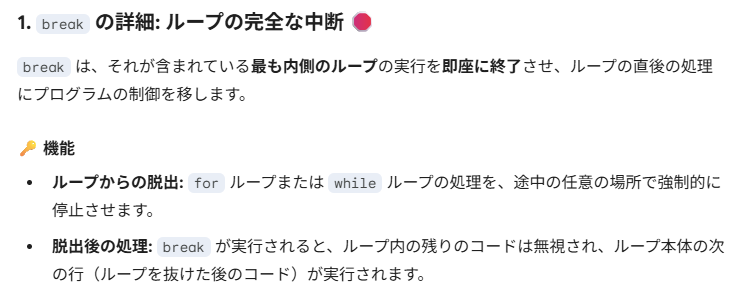 1. break の詳細: ループの完全な中断 🛑
break は、それが含まれている最も内側のループの実行を即座に終了させ、ループの直後の処理
にプログラムの制御を移します。
🔑 機能
• ループからの脱出: for ループまたは while ループの処理を、途中の任意の場所で強制的に
停止させます。
• 脱出後の処理: break が実行されると、ループ内の残りのコードは無視され、ループ本体の次
の行（ループを抜けた後のコード）が実行されます。